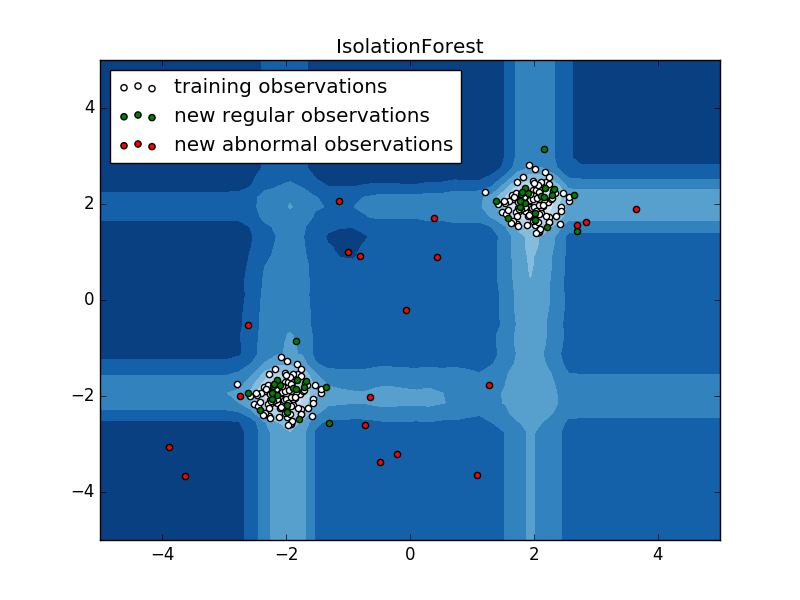 IsolationForest
training observations
new regular observations
new abnormal observations
4
2
0
−2
−4
−4 −2 0 2 4